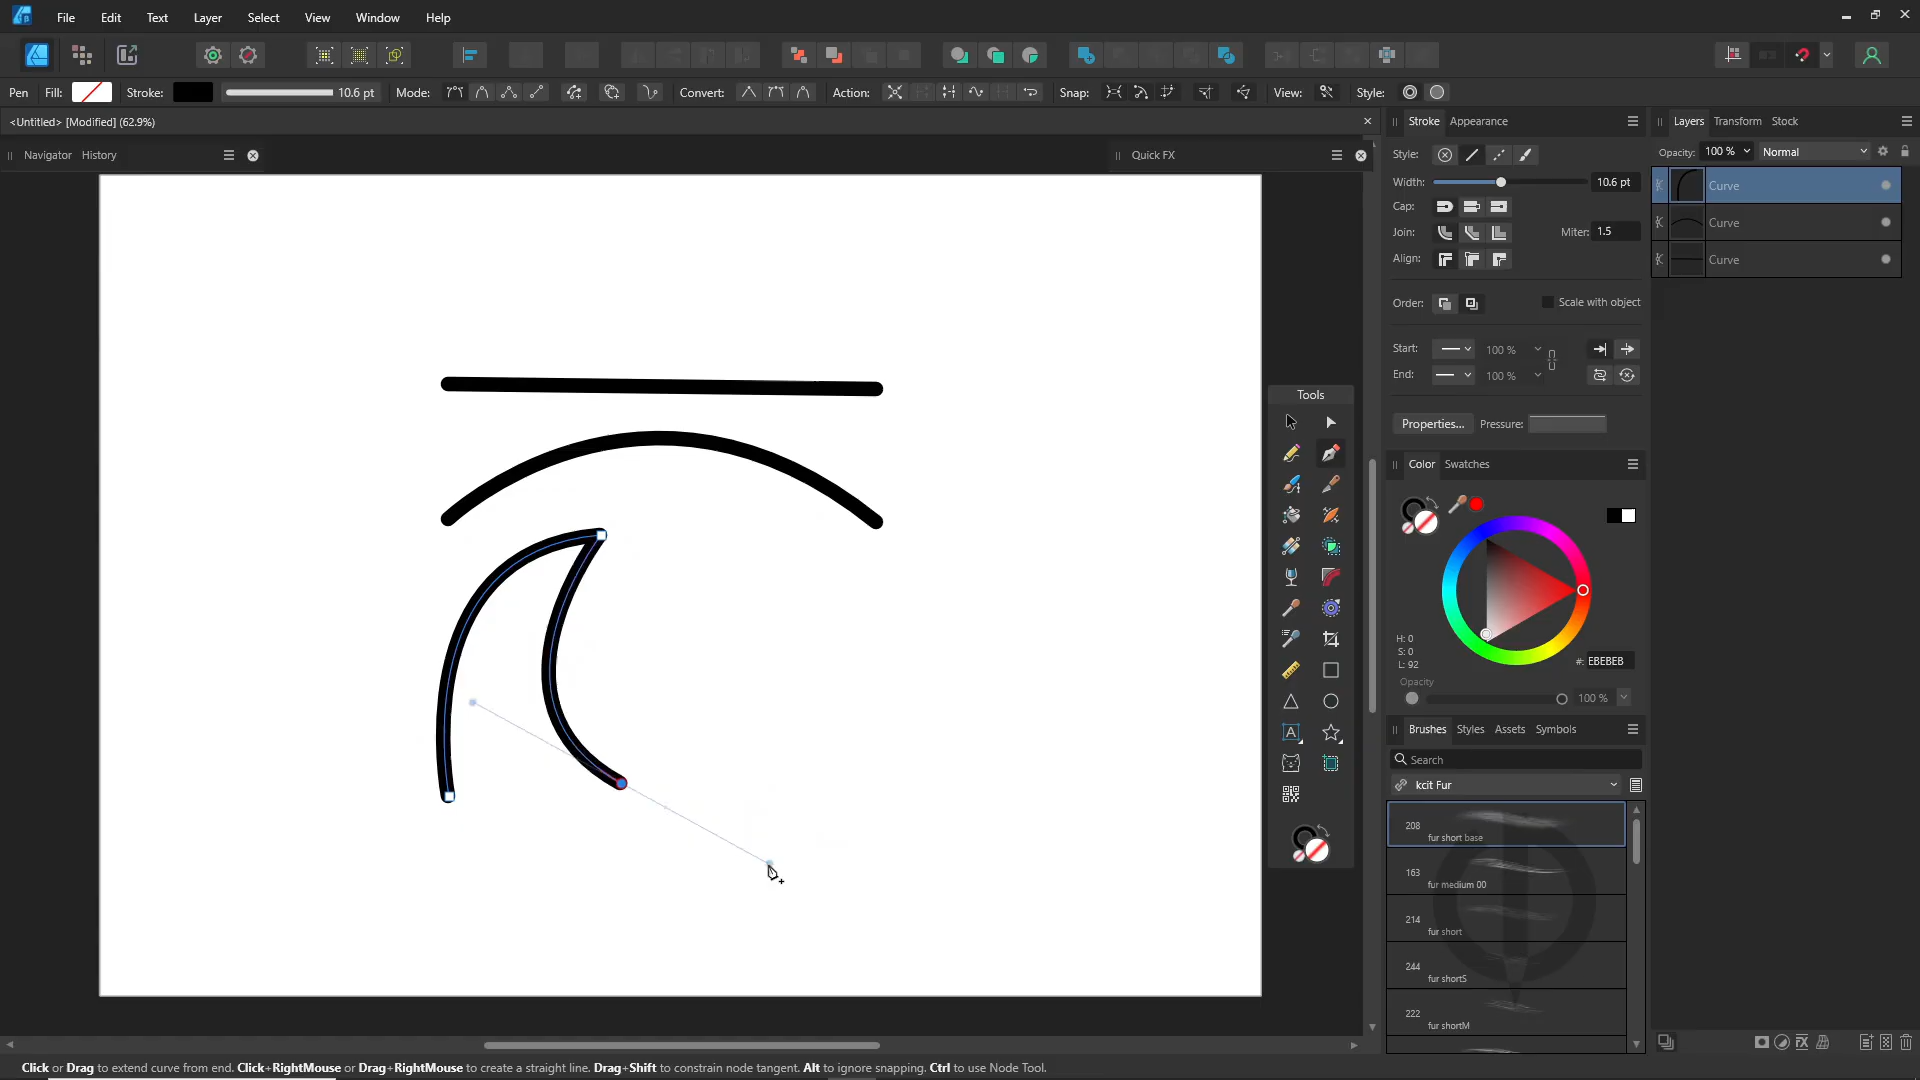 File Edit Text Layer Select View Window Help
Pen Fill: Stroke: 10.6 pt Mode: Convert: Action: Snap: View: Style:
<Untitled> [Modified] (62.9%)
Navigator History
Quick FX
Tools
A
Stroke Appearance
Style:
Width: 10.6 pt
Cap:
Join: Miter: 1.5
Align:
Order: Scale with object
Start: 100 %
End: 100 %
Properties... Pressure:
Color Swatches
H: 0
S: 0
L: 92
#: EBEBEB
Opacity
100 %
Brushes Styles Assets Symbols
Search
kcit Fur
208
fur short base
163
fur medium 00
214
fur short
244
fur shortS
222
fur shortM
Layers Transform Stock
Opacity: 100 % Normal
Curve
Curve
Curve
Click or Drag to extend curve from end. Click+RightMouse or Drag+RightMouse to create a straight line. Drag+Shift to constrain node tangent. Alt to ignore snapping. Ctrl to use Node Tool.